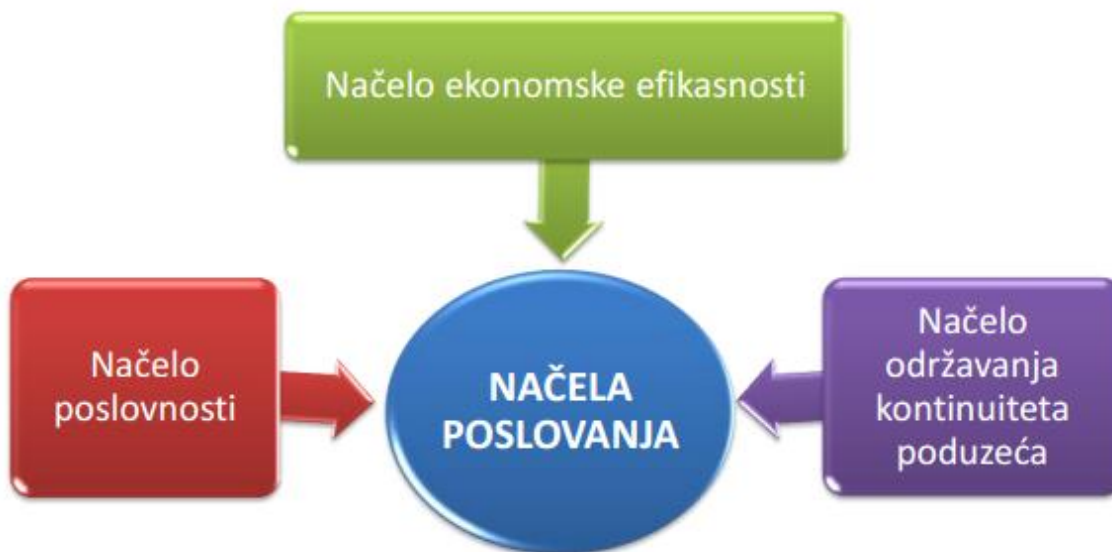 Načelo ekonomske efikasnosti
Načelo
poslovnosti
NAČELA
POSLOVANJA
Načelo
održavanja
kontinuiteta
poduzeća